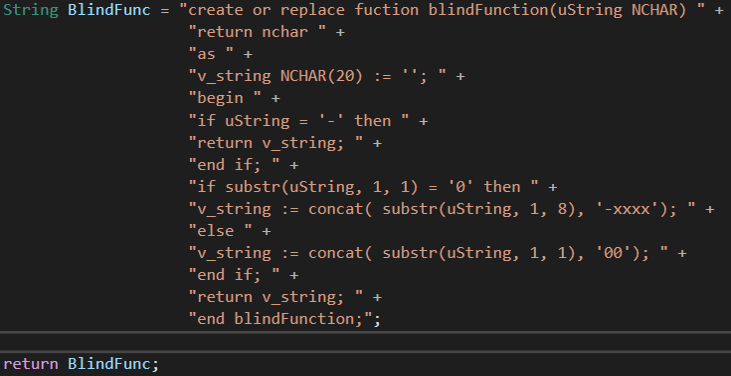 String BlindFunc = "create or replace fuction blindFunction(uString NCHAR) " +
"return nchar " +
"as " +
"v_string NCHAR(20) := ''; " +
"begin " +
"if uString = '-' then " +
"return v_string; " +
"end if; " +
"if substr(uString, 1, 1) = '0' then " +
"v_string := concat( substr(uString, 1, 8), '-xxxx'); " +
"else " +
"v_string := concat( substr(uString, 1, 1), '00'); " +
"end if; " +
"return v_string; " +
"end blindFunction;";
return BlindFunc;